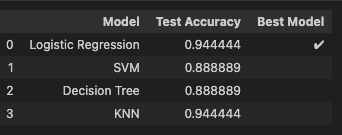 Model Test Accuracy Best Model
0 Logistic Regression 0.944444 ✔
1 SVM 0.888889
2 Decision Tree 0.888889
3 KNN 0.944444